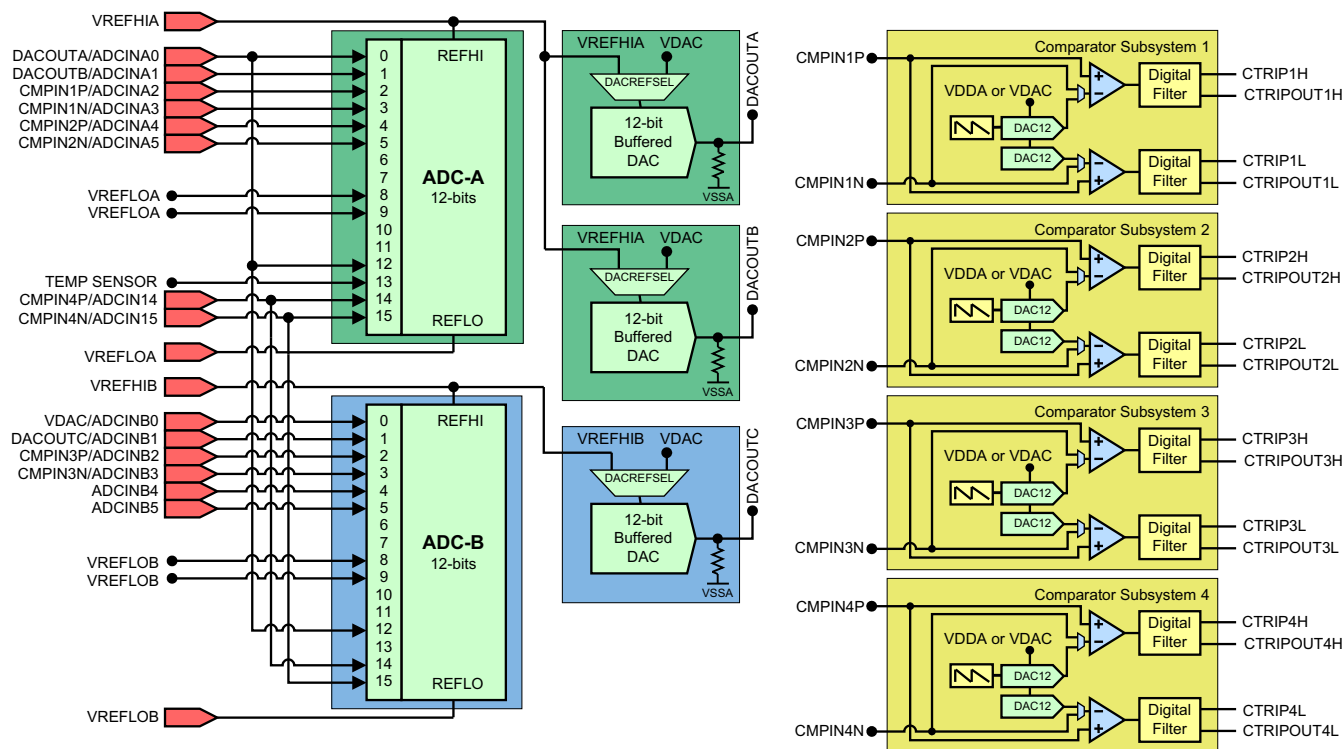 VREFHIA
DACOUTA/ADCINA0
DACOUTB/ADCINA1
CMPIN1P/ADCINA2
CMPIN1N/ADCINA3
CMPIN2P/ADCINA4
CMPIN2N/ADCINA5
VREFLOA
VREFLOA
TEMP SENSOR
CMPIN4P/ADCIN14
CMPIN4N/ADCIN15
VREFLOA
REFHI
0
1
2
3
4
5
6
7
8
9
10
11
12
13
14
15
ADC-A
12-bits
REFLO
VREFHIB
VDAC/ADCINB0
DACOUTC/ADCINB1
CMPIN3P/ADCINB2
CMPIN3N/ADCINB3
ADCINB4
ADCINB5
VREFLOB
VREFLOB
VREFLOB
REFHI
0
1
2
3
4
5
6
7
8
9
10
11
12
13
14
15
ADC-B
12-bits
REFLO
VREFHIA VDAC
DACREFSEL
12-bit
Buffered
DAC
VSSA
DACOUTA
VREFHIA VDAC
DACREFSEL
12-bit
Buffered
DAC
VSSA
DACOUTB
VREFHIB VDAC
DACREFSEL
12-bit
Buffered
DAC
VSSA
DACOUTC
Comparator Subsystem 1
CMPIN1P
VDDA or VDAC
DAC12
DAC12
CMPIN1N
+
−
−
+
Digital
Filter
Digital
Filter
CTRIP1H
CTRIPOUT1H
CTRIP1L
CTRIPOUT1L
Comparator Subsystem 2
CMPIN2P
VDDA or VDAC
DAC12
DAC12
CMPIN2N
+
−
−
+
Digital
Filter
Digital
Filter
CTRIP2H
CTRIPOUT2H
CTRIP2L
CTRIPOUT2L
Comparator Subsystem 3
CMPIN3P
VDDA or VDAC
DAC12
DAC12
CMPIN3N
+
−
−
+
Digital
Filter
Digital
Filter
CTRIP3H
CTRIPOUT3H
CTRIP3L
CTRIPOUT3L
Comparator Subsystem 4
CMPIN4P
VDDA or VDAC
DAC12
DAC12
CMPIN4N
+
−
−
+
Digital
Filter
Digital
Filter
CTRIP4H
CTRIPOUT4H
CTRIP4L
CTRIPOUT4L